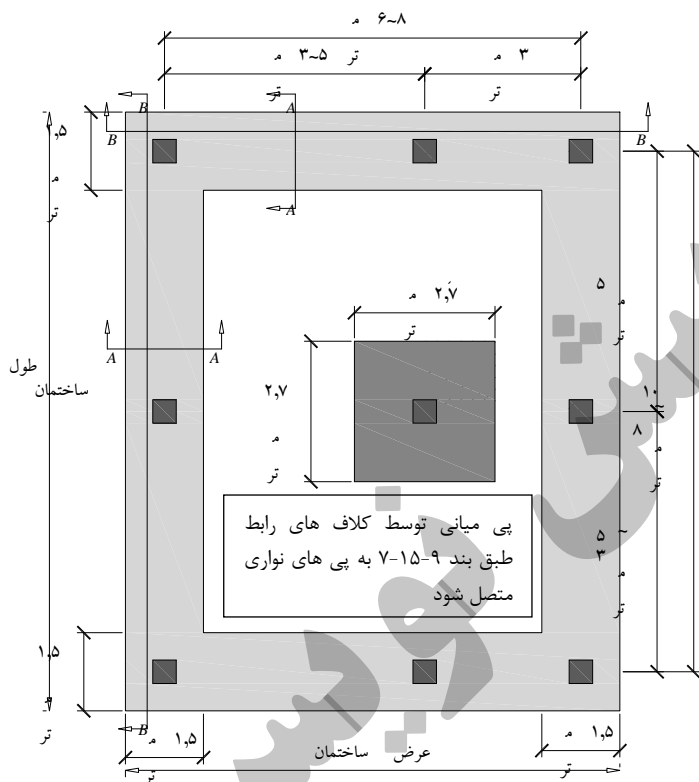 ۶~۸ متر
۳~۵ متر
۳ متر
B
A
B
B
۱,۵ متر
A
۲,۷ متر
۵ متر
A
A
طول
ساختمان
۲,۷ متر
۸~۱۰ متر
پی میانی توسط کلاف های رابط
طبق بند ۹-۱۵-۷ به پی های نواری
متصل شود
۳~۵ متر
۱,۵ متر
B
۱,۵ متر
عرض ساختمان
۱,۵ متر